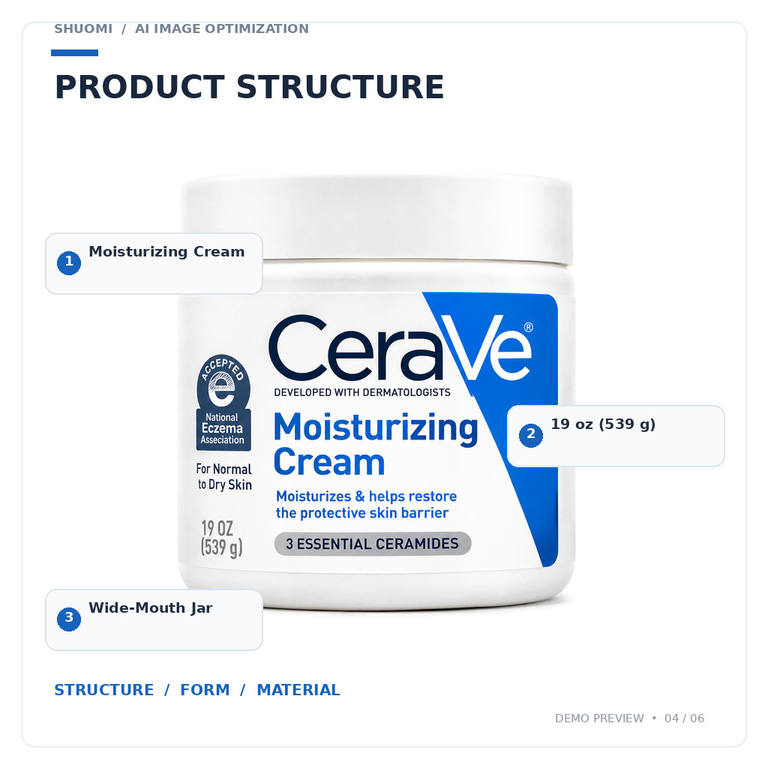 SHUOMI / AI IMAGE OPTIMIZATION
PRODUCT STRUCTURE
1 Moisturizing Cream
CeraVe®
DEVELOPED WITH DERMATOLOGISTS
ACCEPTED
e
National
Eczema
Association
Moisturizing
Cream
2 19 oz (539 g)
For Normal
to Dry Skin
Moisturizes & helps restore
the protective skin barrier
19 OZ
(539 g)
3 ESSENTIAL CERAMIDES
3 Wide-Mouth Jar
STRUCTURE / FORM / MATERIAL
DEMO PREVIEW • 04 / 06